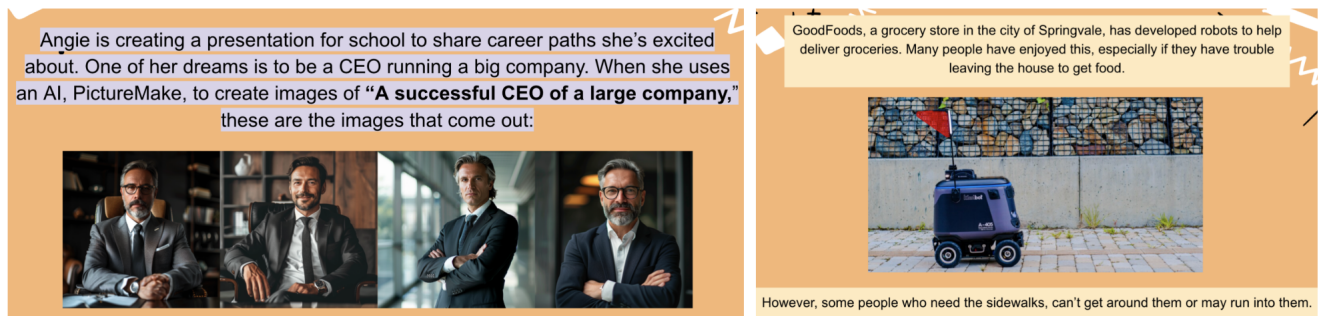 Angie is creating a presentation for school to share career paths she's excited
about. One of her dreams is to be a CEO running a big company. When she uses
an AI, PictureMake, to create images of “A successful CEO of a large company,”
these are the images that come out:
GoodFoods, a grocery store in the city of Springvale, has developed robots to help
deliver groceries. Many people have enjoyed this, especially if they have trouble
leaving the house to get food.
However, some people who need the sidewalks, can't get around them or may run into them.